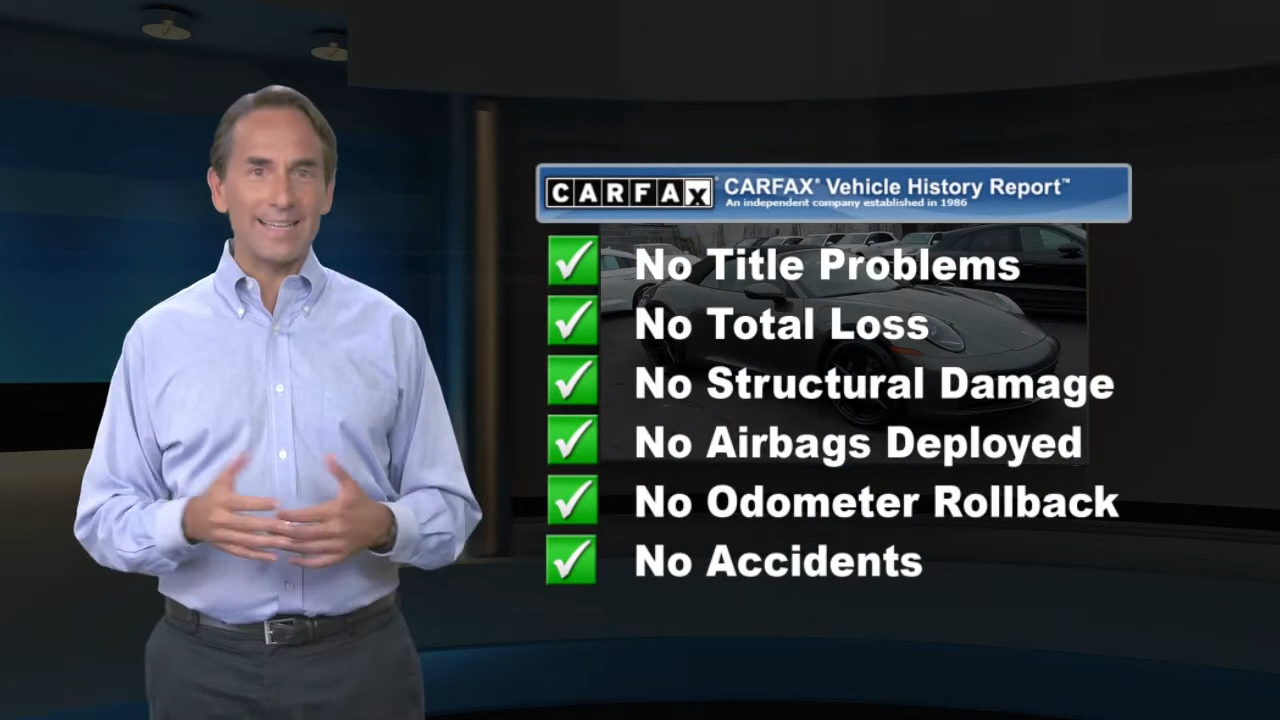 CARFAX® CARFAX® Vehicle History Report™
An independent company established in 1986
No Title Problems
No Total Loss
No Structural Damage
No Airbags Deployed
No Odometer Rollback
No Accidents